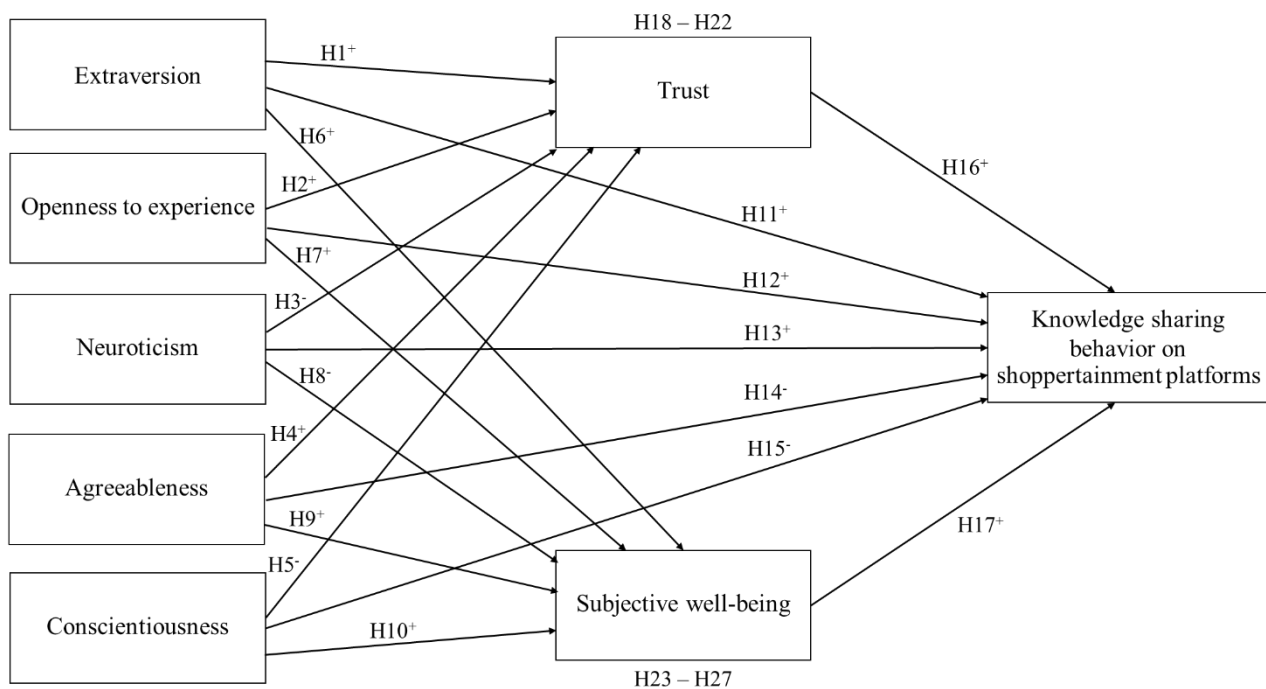 H18 – H22
Extraversion
H1⁺
Trust
H6⁺
H16⁺
Openness to experience
H2⁺
H11⁺
H7⁺
H12⁺
H3⁻
Neuroticism
H13⁺
Knowledge sharing
behavior on
shoppertainment platforms
H8⁻
H14⁻
H4⁺
H15⁻
Agreeableness
H9⁺
H17⁺
H5⁻
Subjective well-being
Conscientiousness
H10⁺
H23 – H27